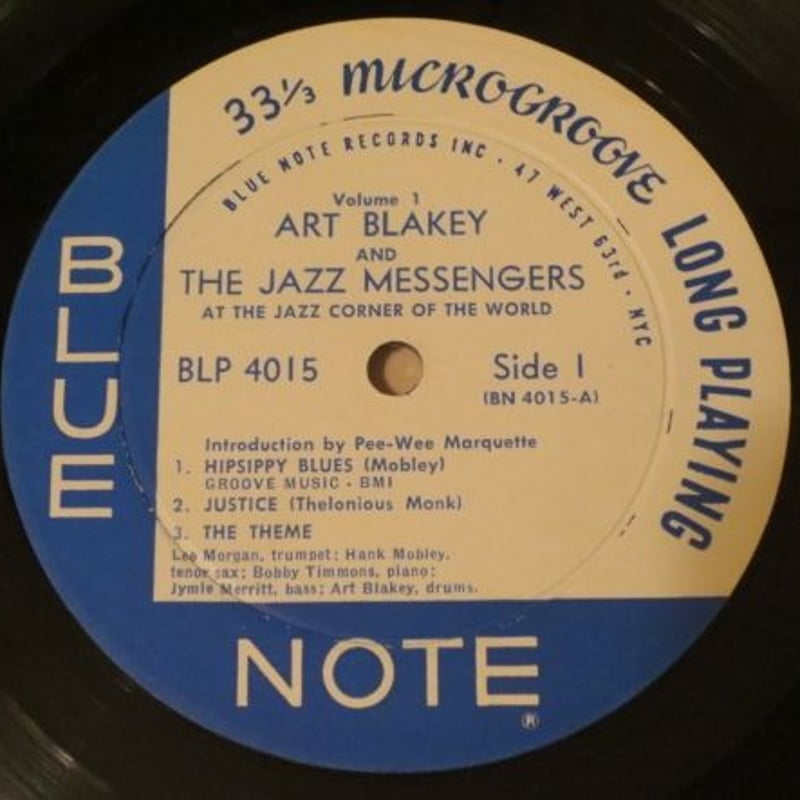 33⅓ MICROGROOVE LONG PLAYING
BLUE NOTE RECORDS INC · 47 WEST 63rd · NYC
Volume 1
ART BLAKEY
AND
THE JAZZ MESSENGERS
AT THE JAZZ CORNER OF THE WORLD
BLP 4015
Side 1
(BN 4015-A)
Introduction by Pee-Wee Marquette
1. HIPSIPPY BLUES (Mobley)
GROOVE MUSIC - BMI
2. JUSTICE (Thelonious Monk)
3. THE THEME
Lee Morgan, trumpet; Hank Mobley,
tenor sax; Bobby Timmons, piano;
Jymie Merritt, bass; Art Blakey, drums.
BLUE
NOTE
®